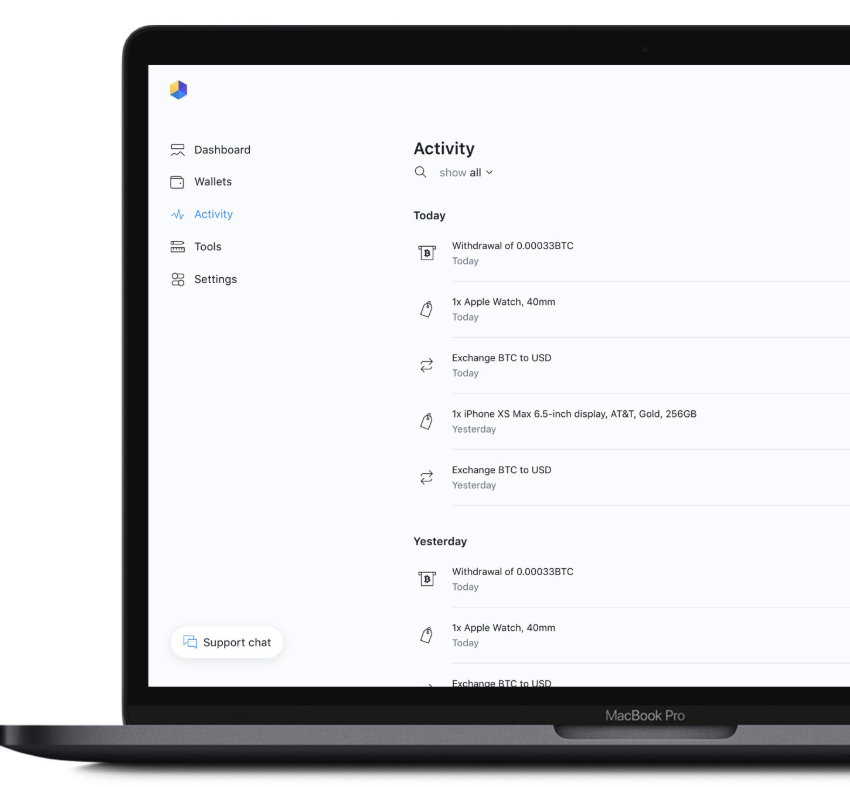 Dashboard
Wallets
Activity
Tools
Settings
Support chat
Activity
show all
Today
Withdrawal of 0.00033BTC
Today
1x Apple Watch, 40mm
Today
Exchange BTC to USD
Today
1x iPhone XS Max 6.5-inch display, AT&T, Gold, 256GB
Yesterday
Exchange BTC to USD
Yesterday
Yesterday
Withdrawal of 0.00033BTC
Today
1x Apple Watch, 40mm
Today
Exchange BTC to USD
MacBook Pro